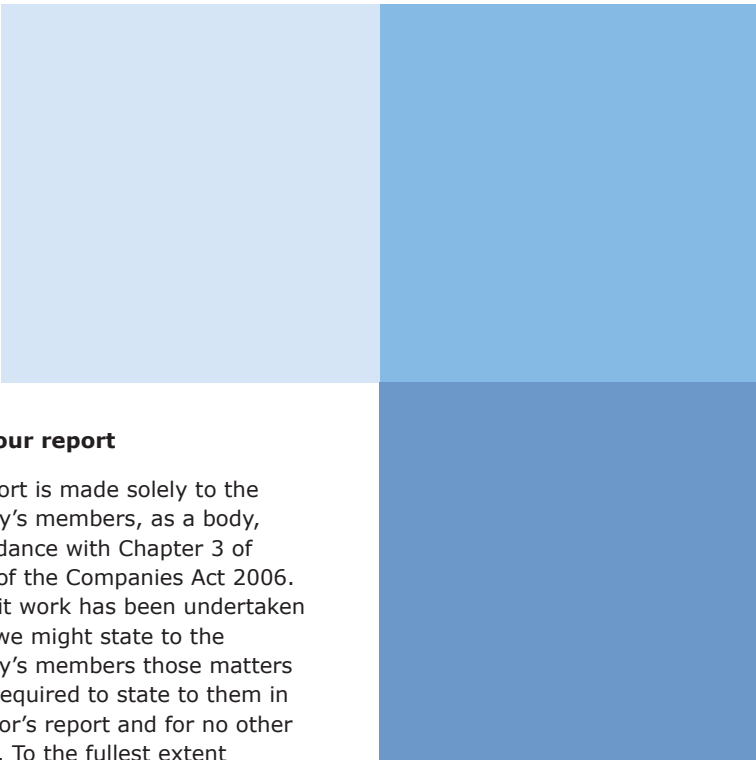 our report
ort is made solely to the
y’s members, as a body,
dance with Chapter 3 of
of the Companies Act 2006.
it work has been undertaken
we might state to the
y’s members those matters
equired to state to them in
or’s report and for no other
. To the fullest extent